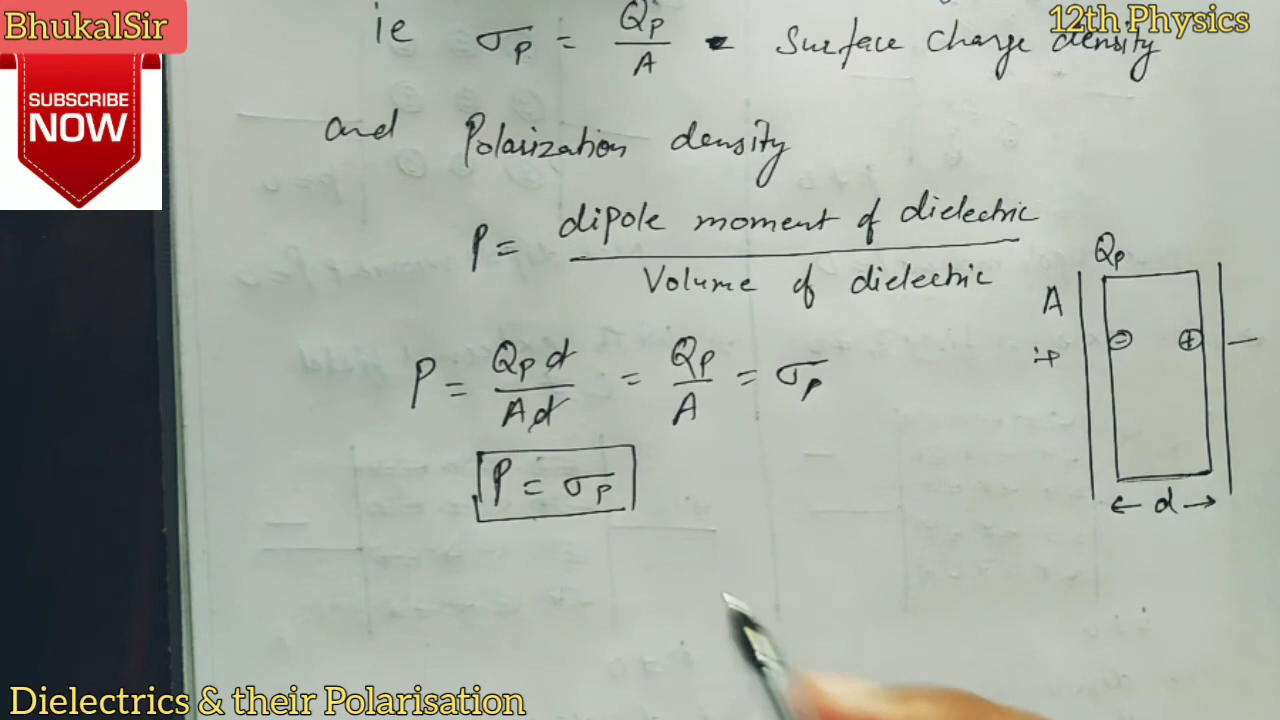 BhukalSir
12th Physics
SUBSCRIBE
NOW
ie σp = Qp/A - Surface charge density
and Polarization density
P = dipole moment of dielectric / Volume of dielectric
P = Qp d / A d = Qp / A = σp
P = σp
Qp
A
+
- +
-
← d →
Dielectrics & their Polarisation